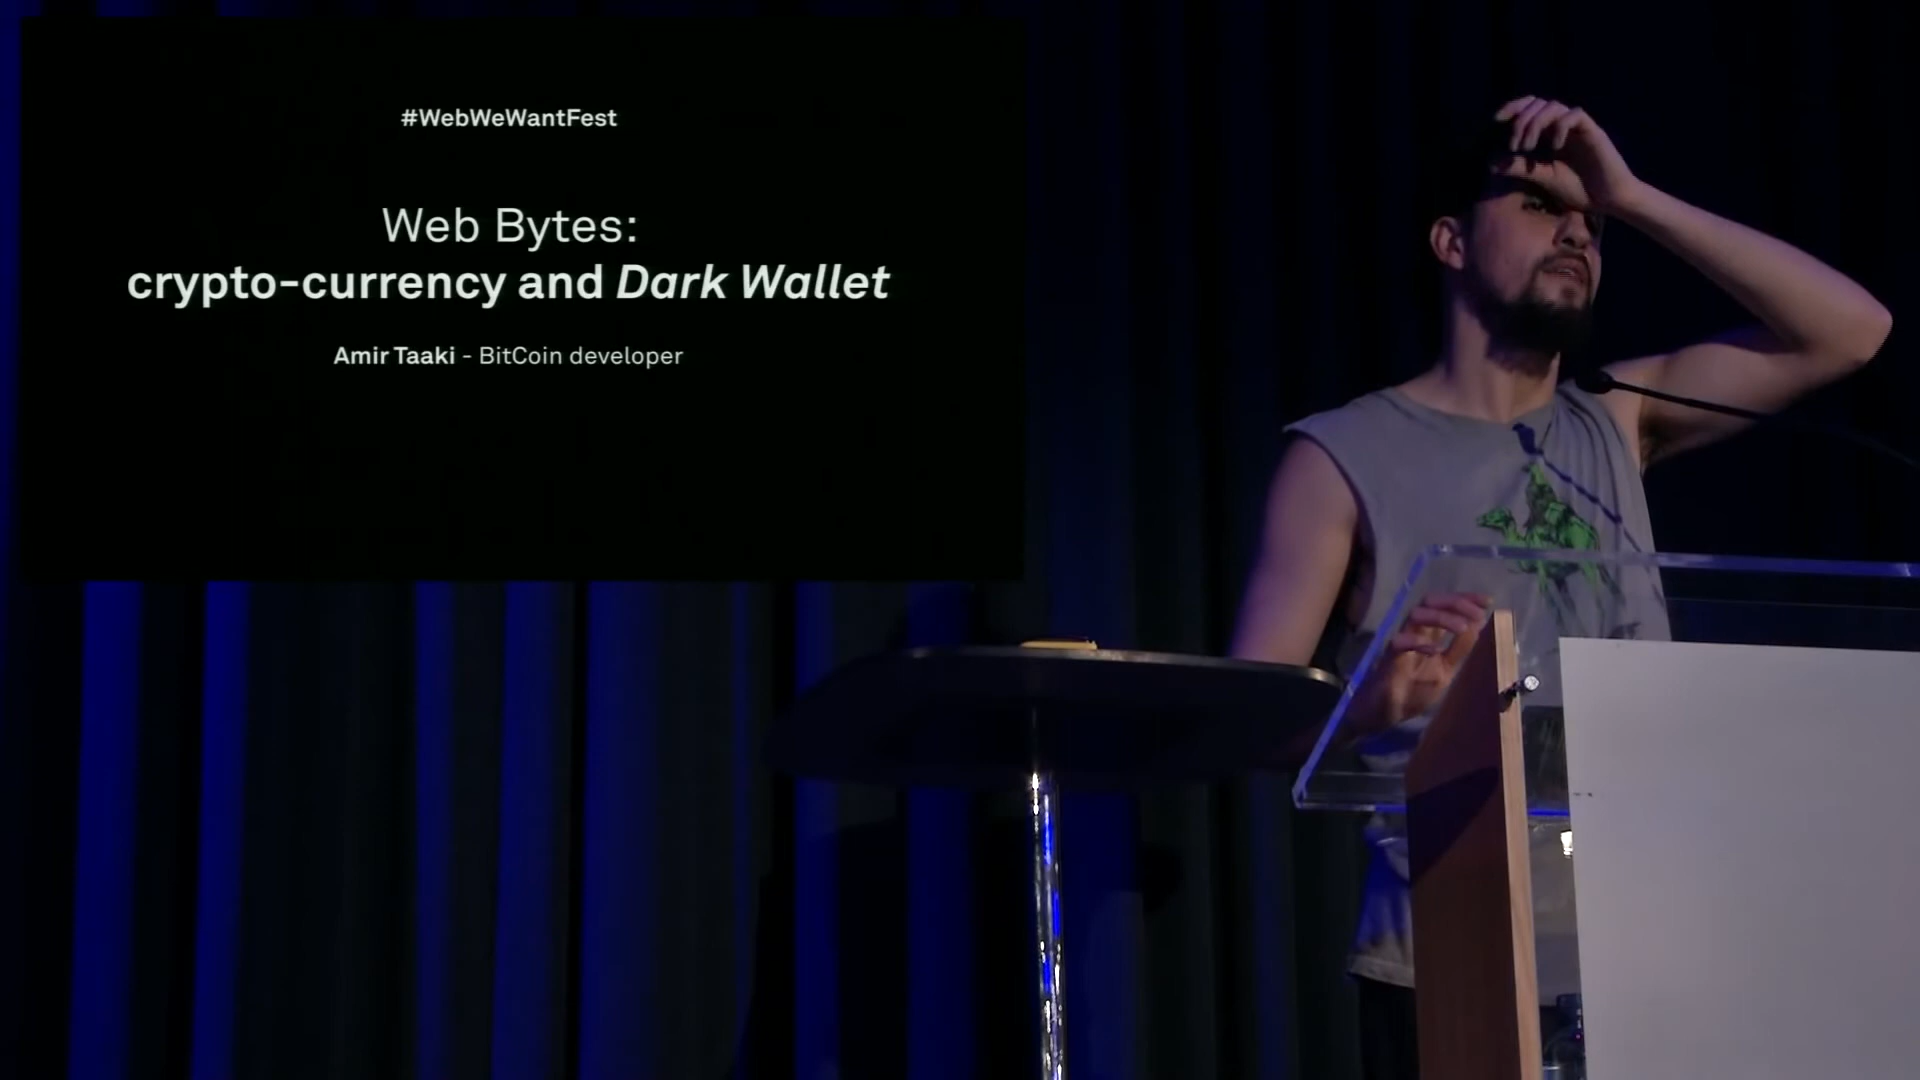 #WebWeWantFest
Web Bytes:
crypto-currency and Dark Wallet
Amir Taaki - BitCoin developer